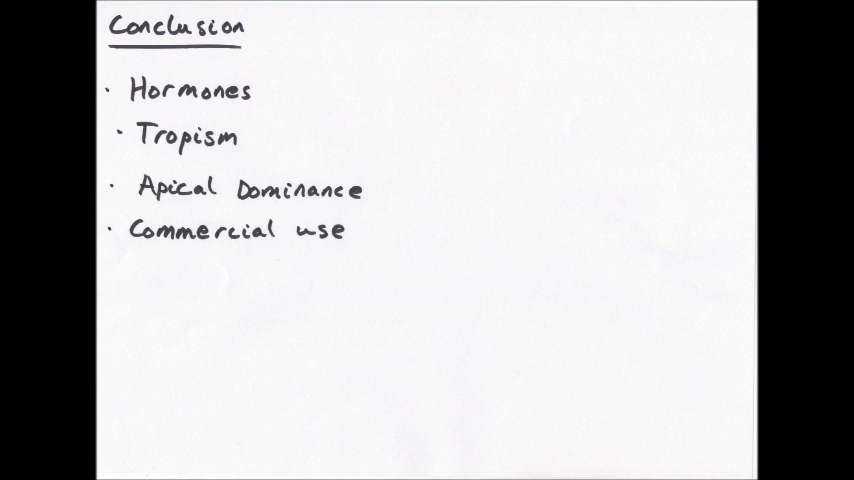 Conclusion
· Hormones
· Tropism
· Apical Dominance
· Commercial use